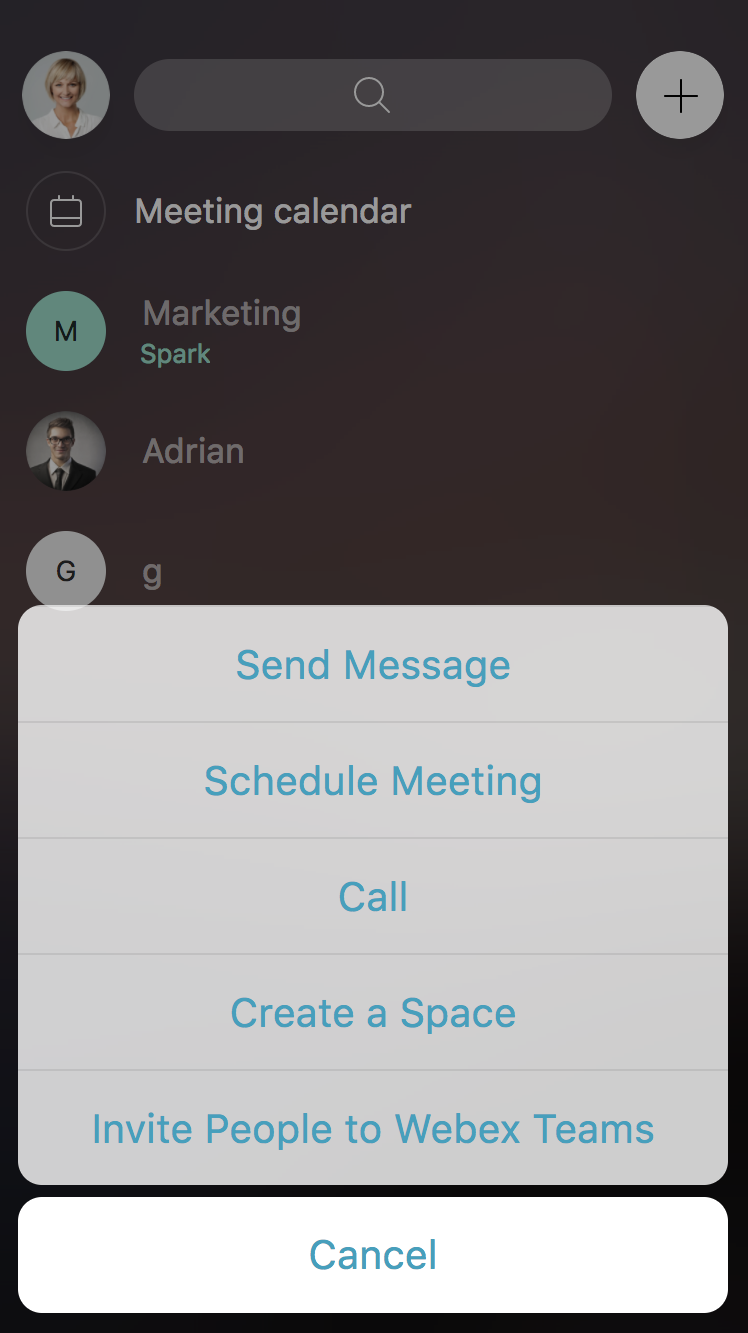 Meeting calendar
M
Marketing
Spark
Adrian
G
g
Send Message
Schedule Meeting
Call
Create a Space
Invite People to Webex Teams
Cancel